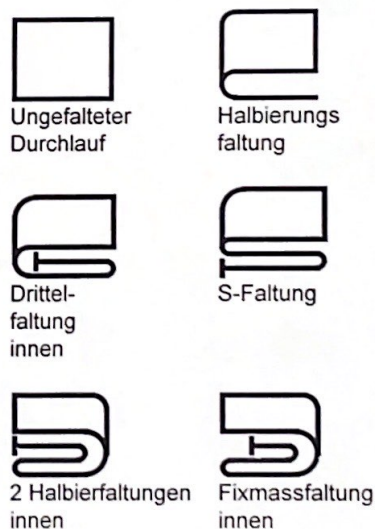 Ungefalteter
Durchlauf
Halbierungs
faltung
Drittel-
faltung
innen
S-Faltung
2 Halbierfaltungen
innen
Fixmassfaltung
innen